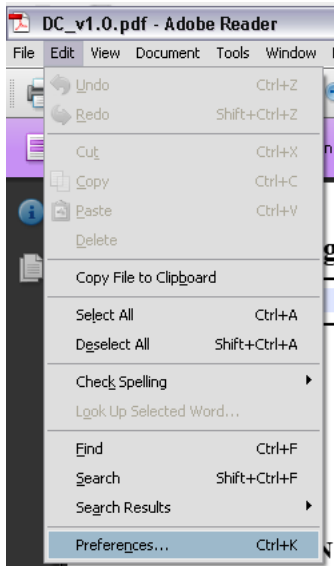 DC_v1.0.pdf - Adobe Reader
File Edit View Document Tools Window
Undo Ctrl+Z
Redo Shift+Ctrl+Z
Cut Ctrl+X
Copy Ctrl+C
Paste Ctrl+V
Delete
Copy File to Clipboard
Select All Ctrl+A
Deselect All Shift+Ctrl+A
Check Spelling
Look Up Selected Word...
Find Ctrl+F
Search Shift+Ctrl+F
Search Results
Preferences... Ctrl+K